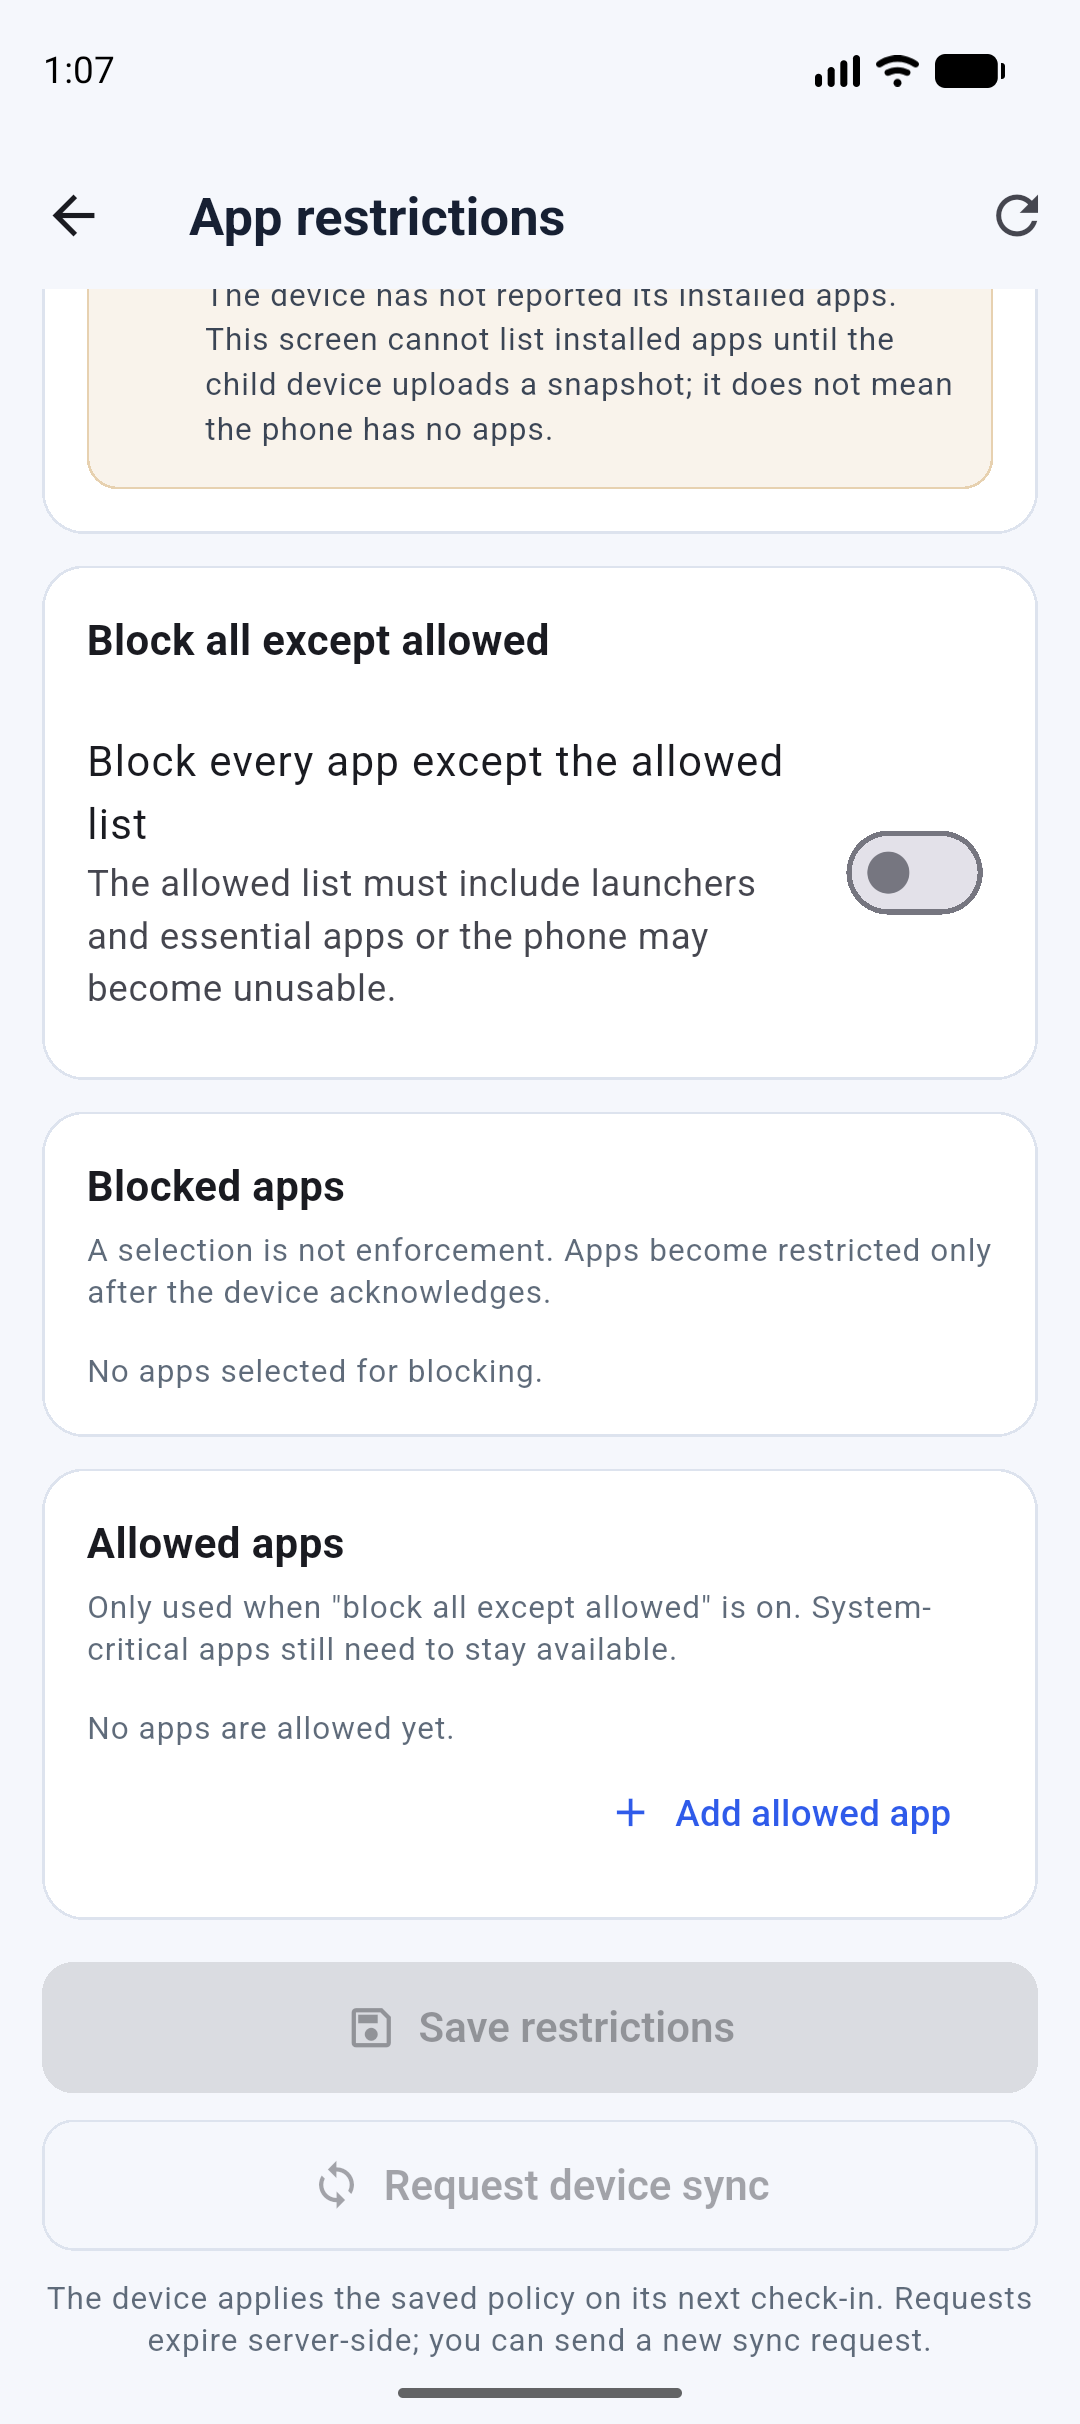 1:07
App restrictions
The device has not reported its installed apps.
This screen cannot list installed apps until the
child device uploads a snapshot; it does not mean
the phone has no apps.
Block all except allowed
Block every app except the allowed
list
The allowed list must include launchers
and essential apps or the phone may
become unusable.
Blocked apps
A selection is not enforcement. Apps become restricted only
after the device acknowledges.
No apps selected for blocking.
Allowed apps
Only used when "block all except allowed" is on. System-
critical apps still need to stay available.
No apps are allowed yet.
Add allowed app
Save restrictions
Request device sync
The device applies the saved policy on its next check-in. Requests
expire server-side; you can send a new sync request.